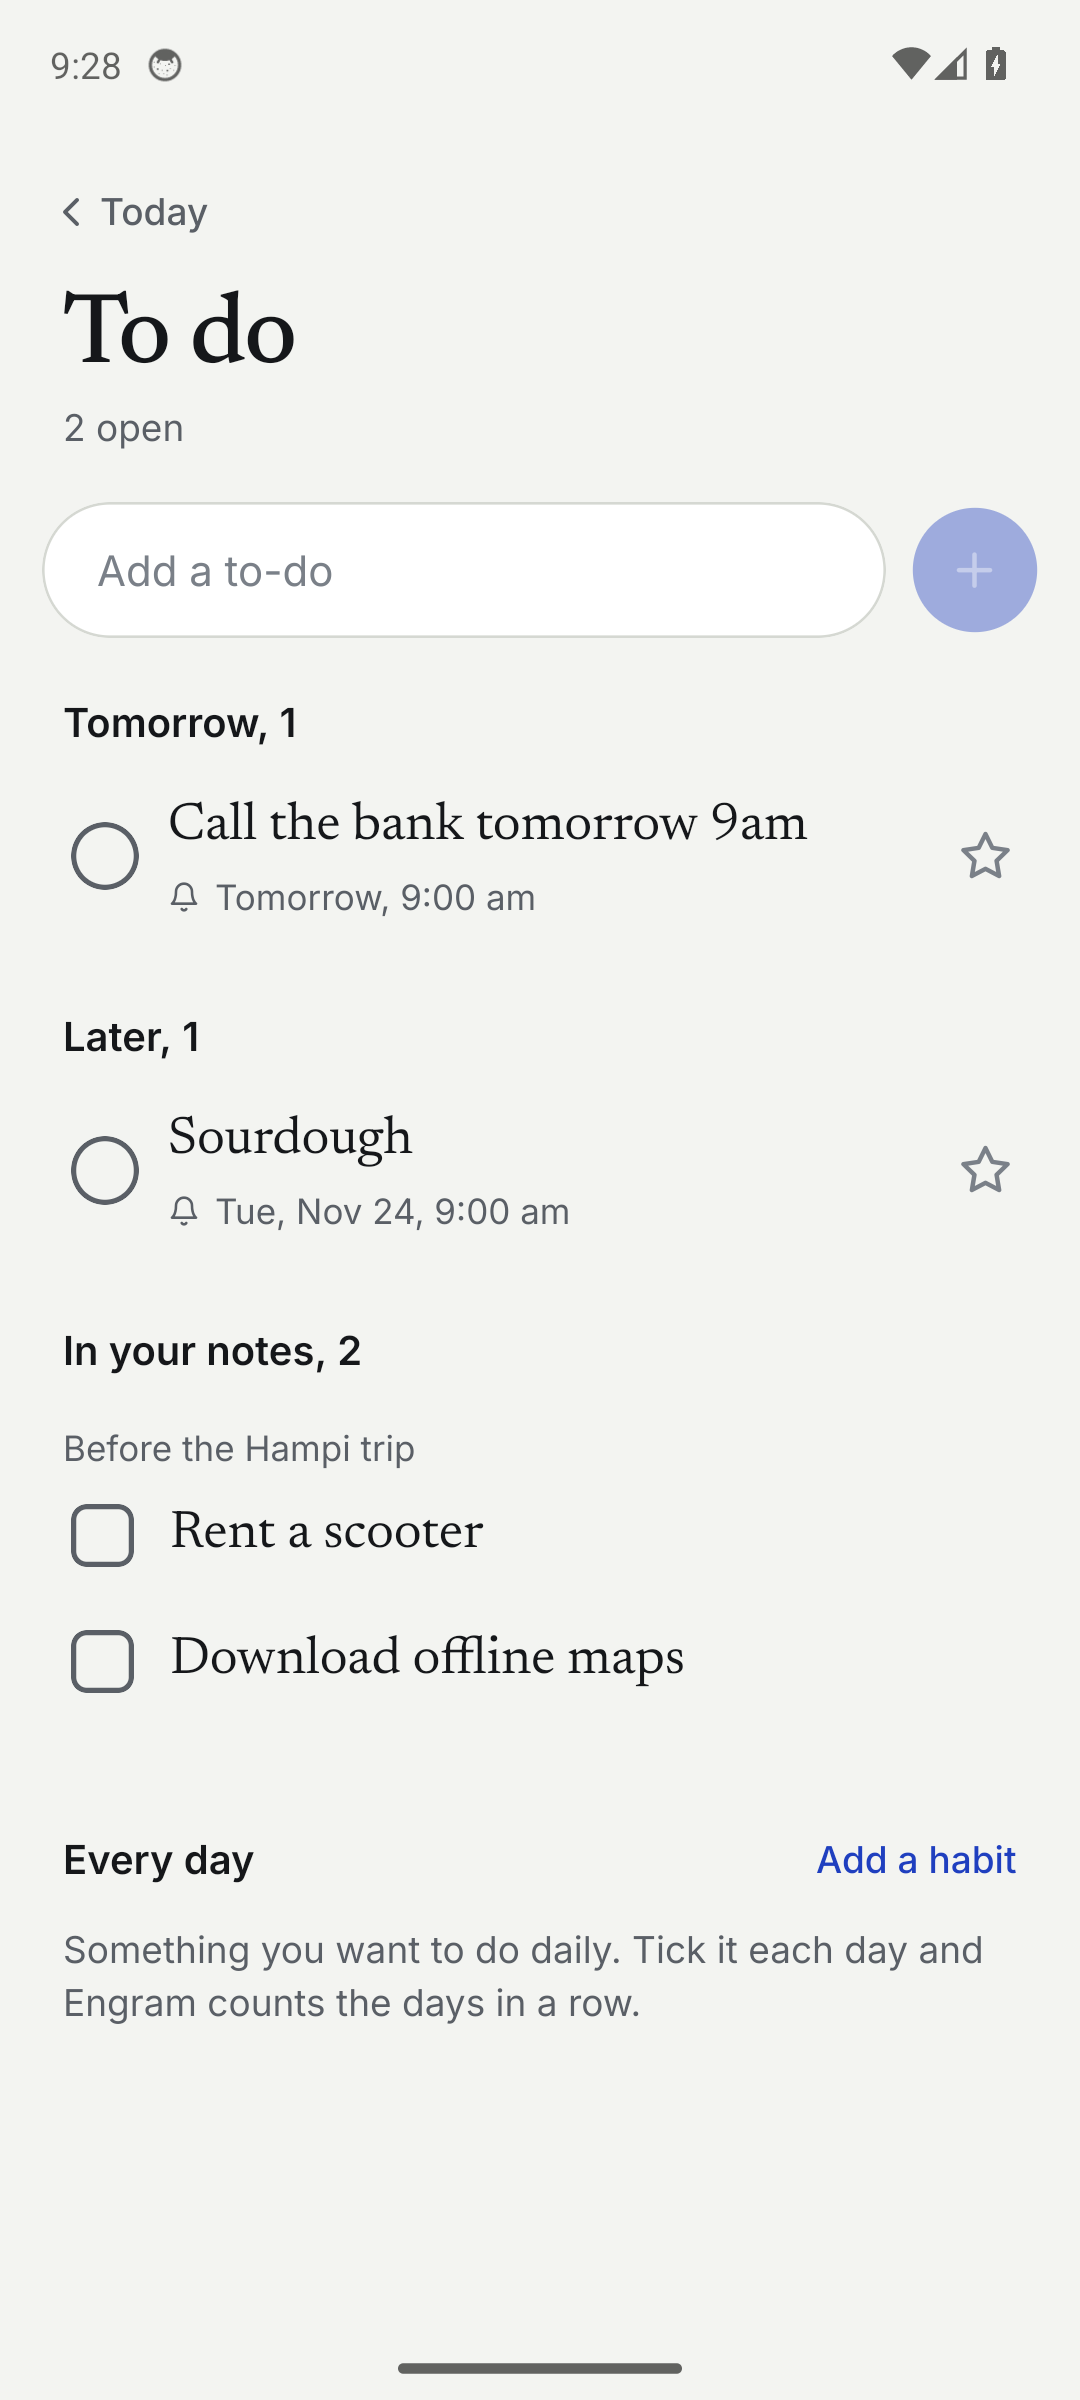 9:28
Today
To do
2 open
Add a to-do
Tomorrow, 1
Call the bank tomorrow 9am
Tomorrow, 9:00 am
Later, 1
Sourdough
Tue, Nov 24, 9:00 am
In your notes, 2
Before the Hampi trip
Rent a scooter
Download offline maps
Every day
Add a habit
Something you want to do daily. Tick it each day and
Engram counts the days in a row.